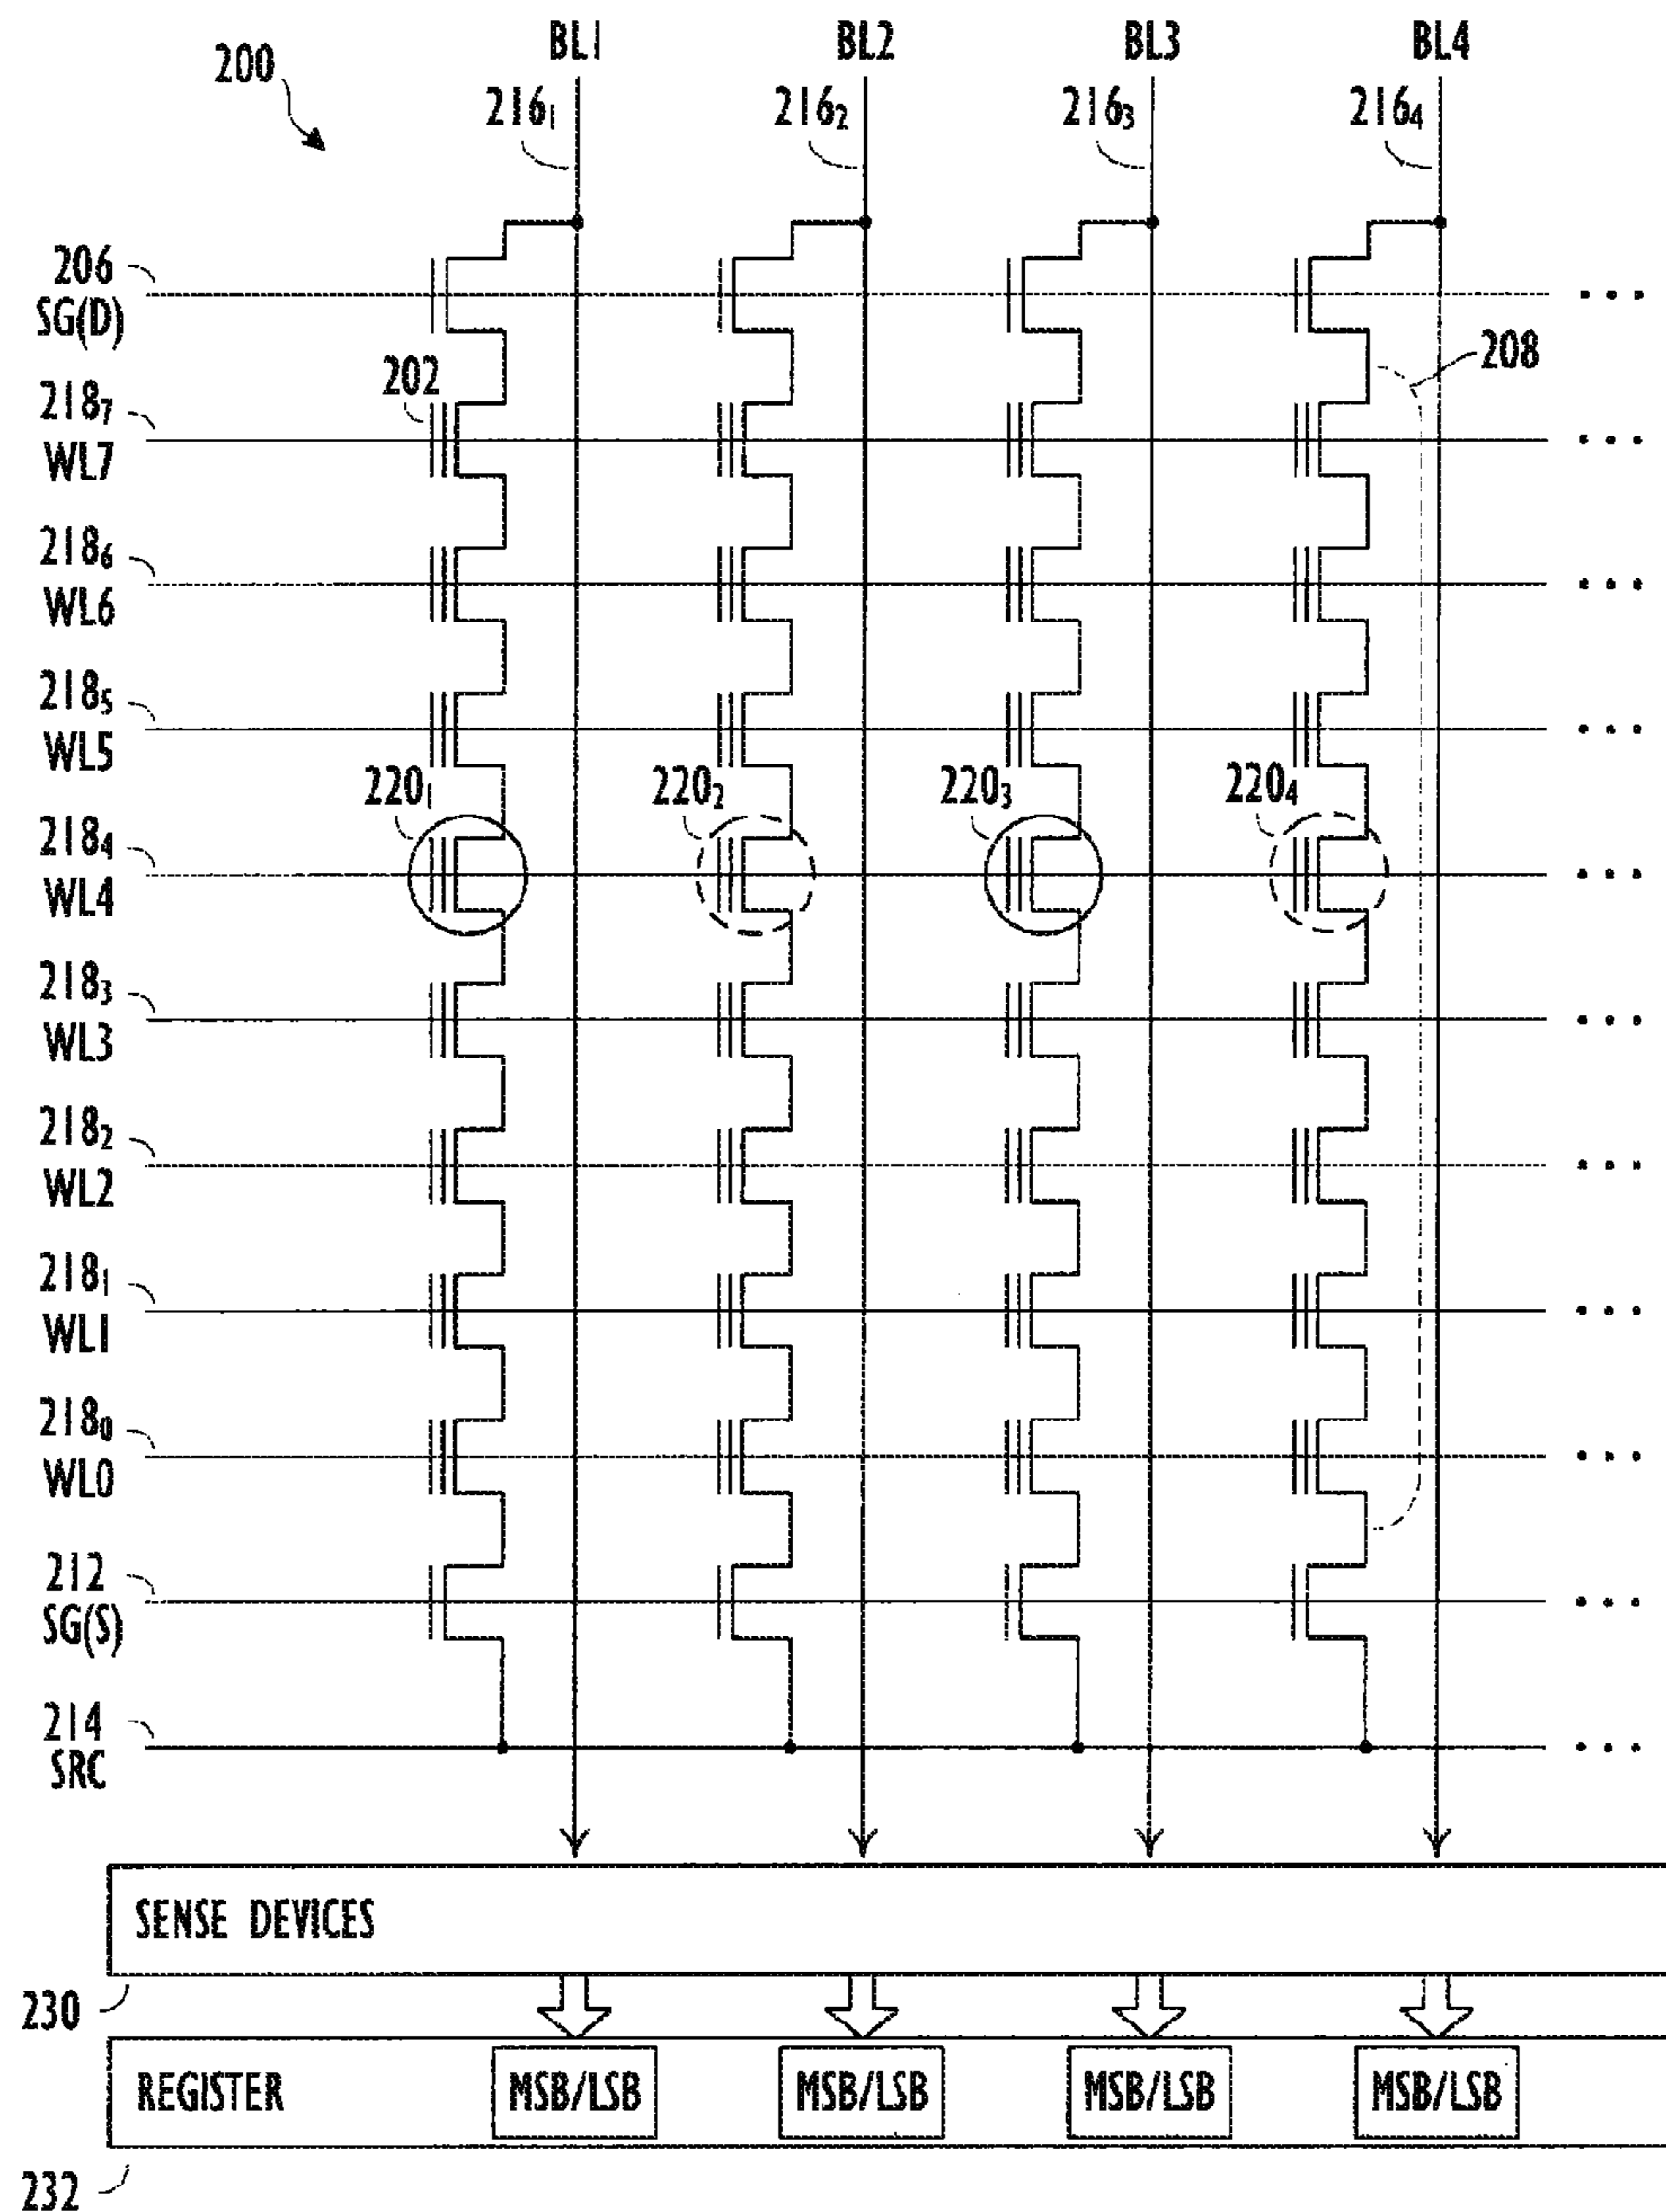 200
BL1 BL2 BL3 BL4
216₁ 216₂ 216₃ 216₄
206
SG(D)
208
202
218₇
WL7
218₆
WL6
218₅
WL5
220₁ 220₂ 220₃ 220₄
218₄
WL4
218₃
WL3
218₂
WL2
218₁
WL1
218₀
WL0
212
SG(S)
214
SRC
SENSE DEVICES
230
REGISTER MSB/LSB MSB/LSB MSB/LSB MSB/LSB
232